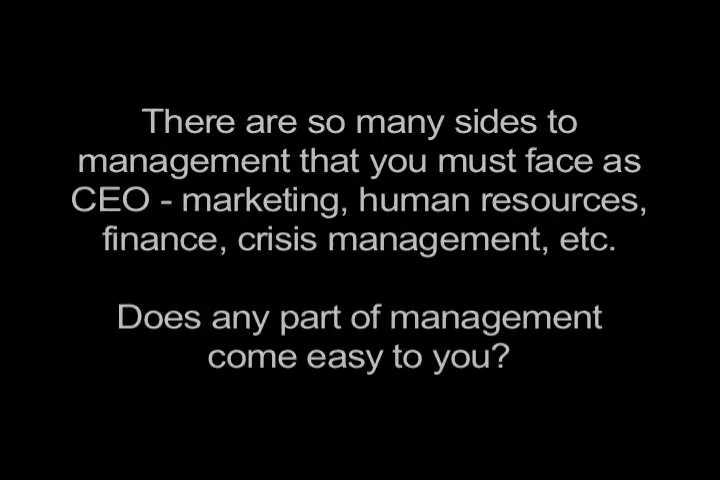 There are so many sides to
management that you must face as
CEO - marketing, human resources,
finance, crisis management, etc.
Does any part of management
come easy to you?